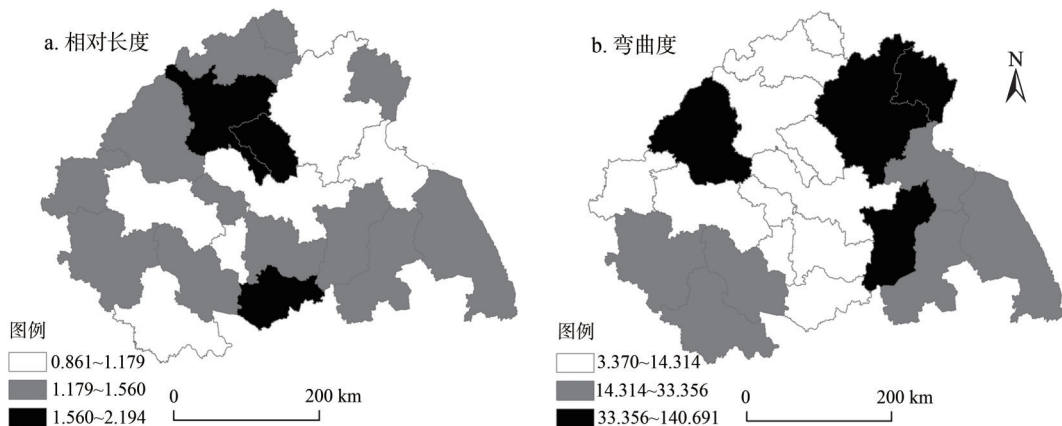 a. 相对长度
图例
0.861~1.179
1.179~1.560
1.560~2.194
0 200 km
b. 弯曲度
N
图例
3.370~14.314
14.314~33.356
33.356~140.691
0 200 km